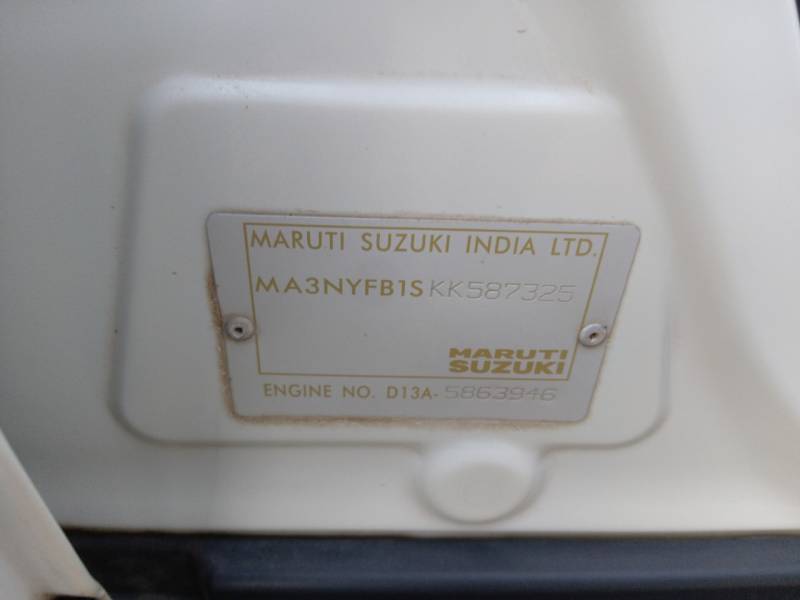 MARUTI SUZUKI INDIA LTD.
MA3NYFB1SKK587325
MARUTI
SUZUKI
ENGINE NO. D13A-5863946